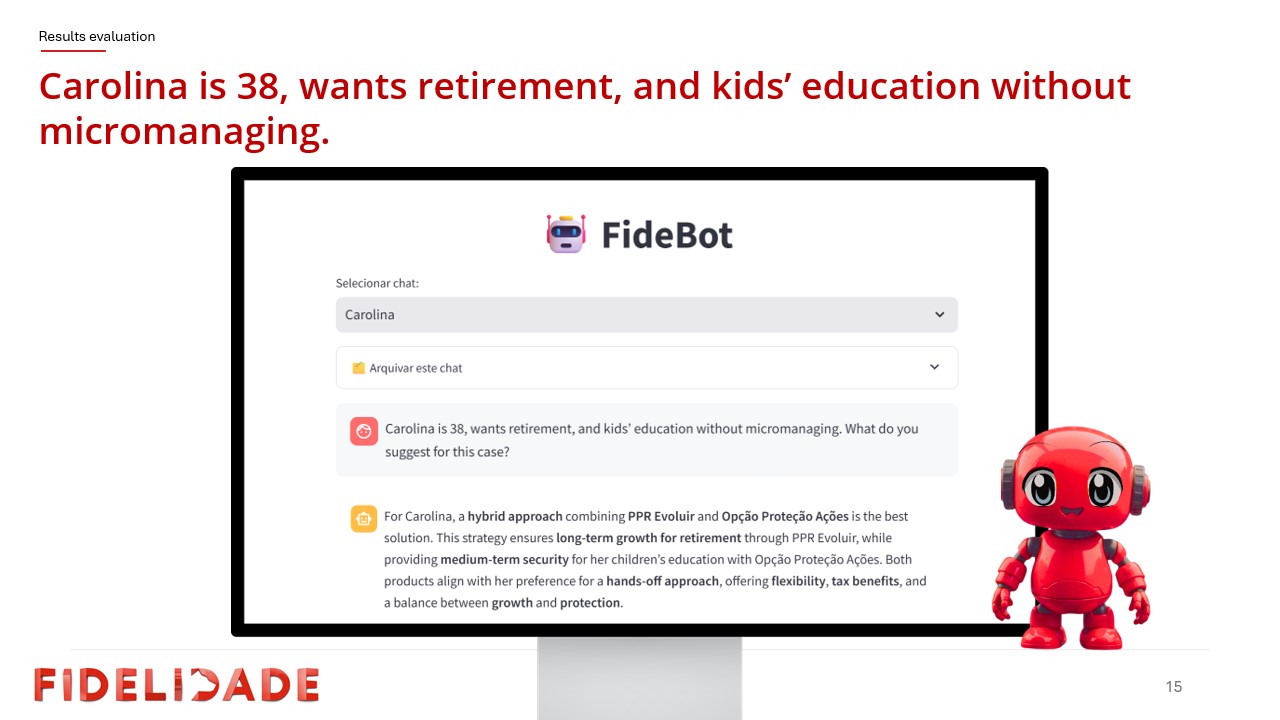 Results evaluation
Carolina is 38, wants retirement, and kids’ education without
micromanaging.
FideBot
Selecionar chat:
Carolina
Arquivar este chat
Carolina is 38, wants retirement, and kids’ education without micromanaging. What do you
suggest for this case?
For Carolina, a hybrid approach combining PPR Evoluir and Opção Proteção Ações is the best
solution. This strategy ensures long-term growth for retirement through PPR Evoluir, while
providing medium-term security for her children’s education with Opção Proteção Ações. Both
products align with her preference for a hands-off approach, offering flexibility, tax benefits, and
a balance between growth and protection.
FIDELIDADE
15